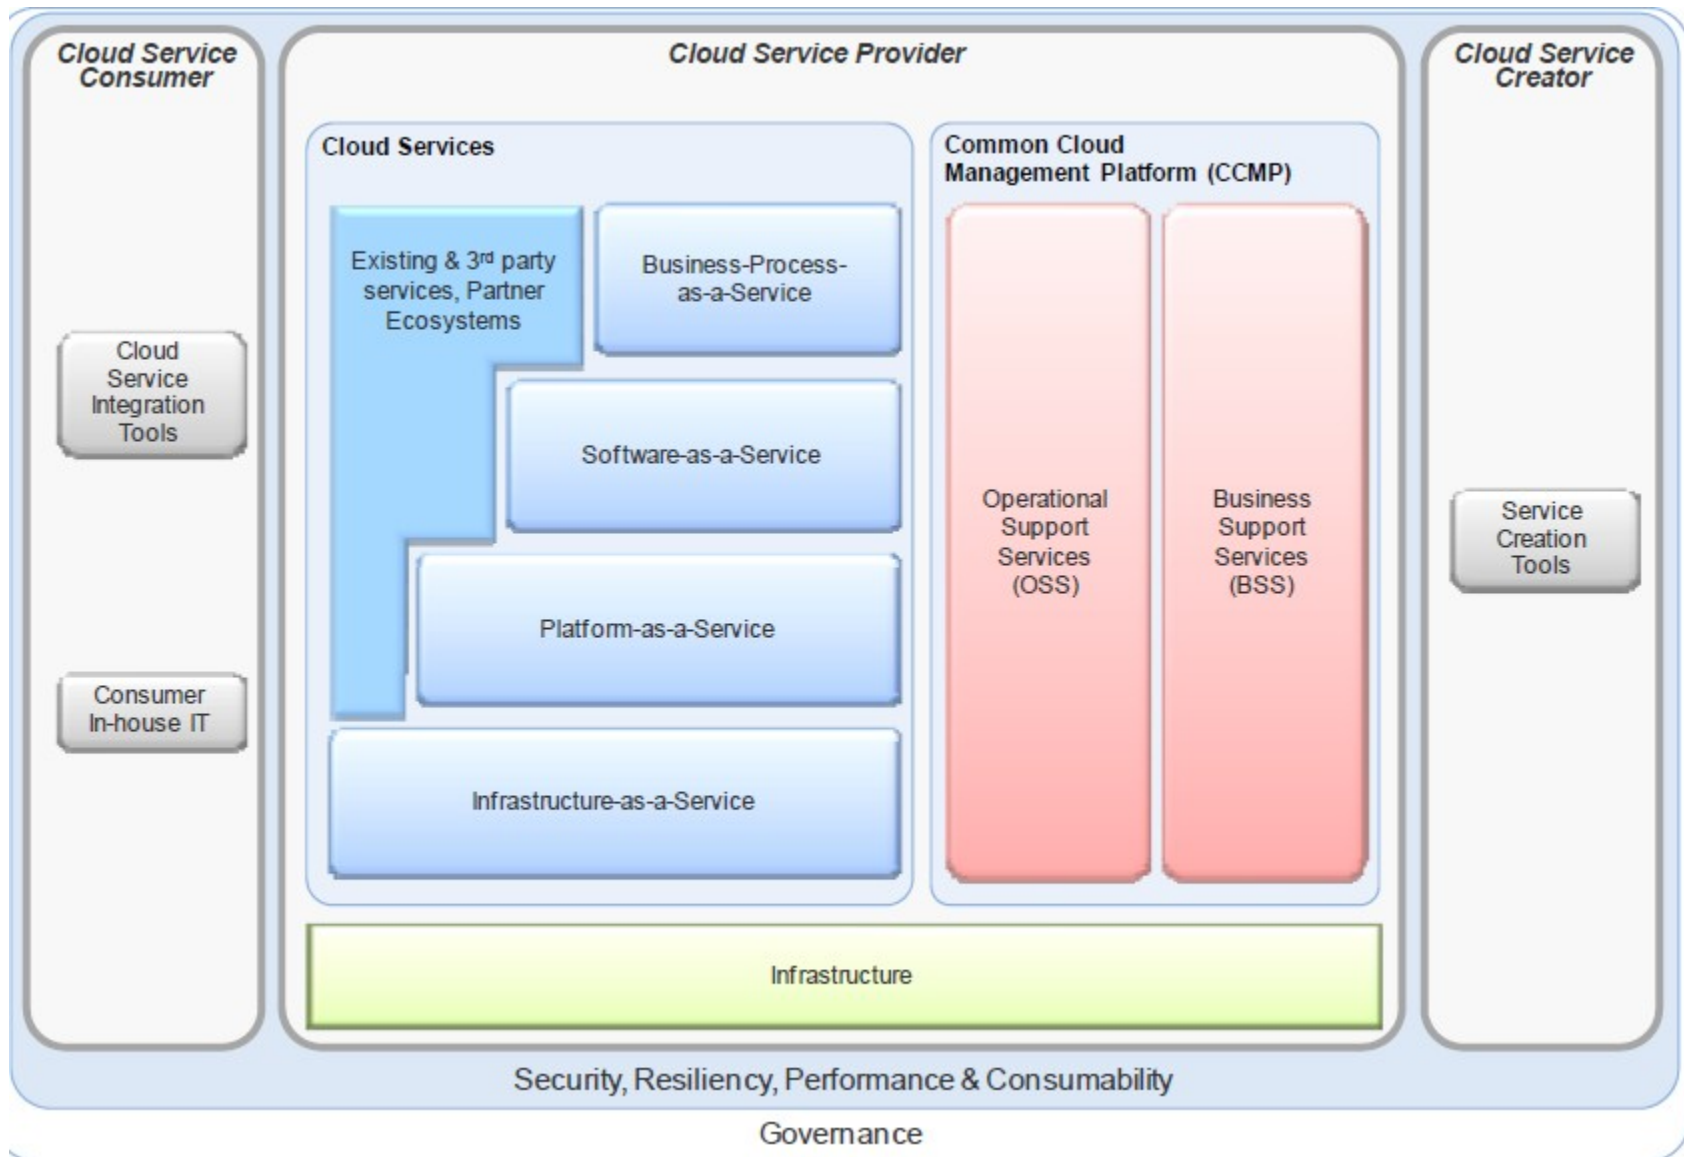 Cloud Service
Consumer
Cloud Service
Integration
Tools
Consumer
In-house IT
Cloud Service Provider
Cloud Services
Existing & 3rd party
services, Partner
Ecosystems
Business-Process-
as-a-Service
Software-as-a-Service
Platform-as-a-Service
Infrastructure-as-a-Service
Common Cloud
Management Platform (CCMP)
Operational
Support
Services
(OSS)
Business
Support
Services
(BSS)
Infrastructure
Cloud Service
Creator
Service
Creation
Tools
Security, Resiliency, Performance & Consumability
Governance